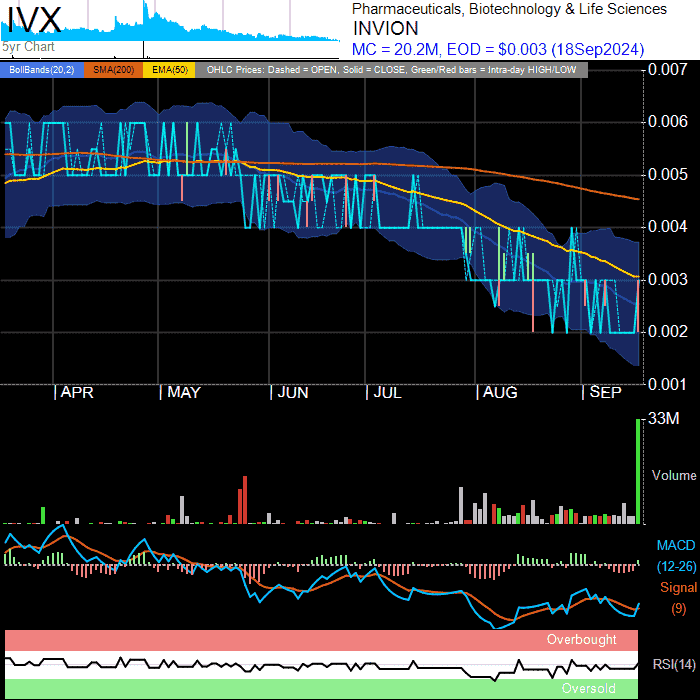 IVX
5yr Chart
Pharmaceuticals, Biotechnology & Life Sciences
INVION
MC = 20.2M, EOD = $0.003 (18Sep2024)
BollBands(20,2) SMA(200) EMA(50) OHLC Prices: Dashed = OPEN, Solid = CLOSE, Green/Red bars = Intra-day HIGH/LOW
0.007
0.006
0.005
0.004
0.003
0.002
0.001
APR MAY JUN JUL AUG SEP
33M
Volume
MACD
(12-26)
Signal
(9)
Overbought
RSI(14)
Oversold